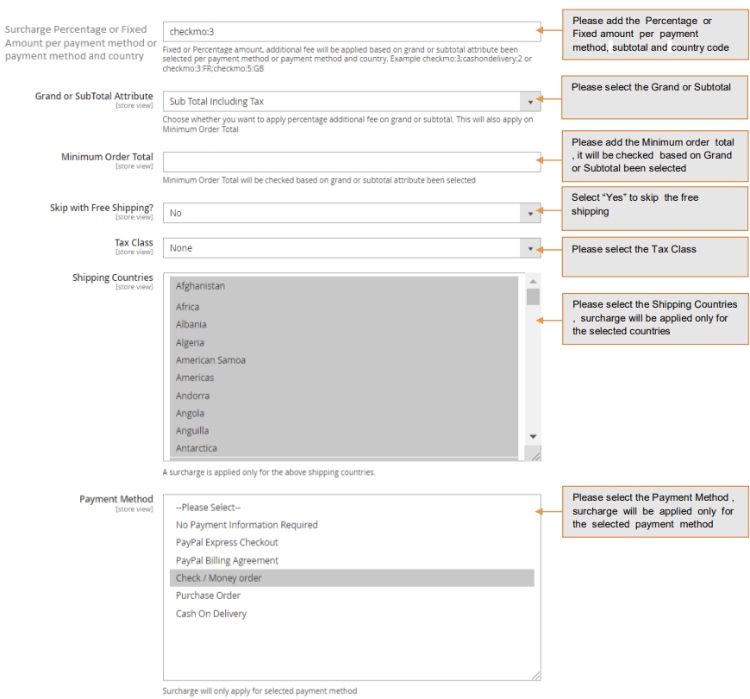 Surcharge Percentage or Fixed
Amount per payment method or
payment method and country
checkmo:3
Fixed or Percentage amount, additional fee will be applied based on grand or subtotal attribute been
selected per payment method or payment method and country. Example checkmo:3;cashondelivery:2 or
checkmo:3:FR;checkmo:5:GB
Please add the Percentage or
Fixed amount per payment
method, subtotal and country code
Grand or SubTotal Attribute
[store view]
Sub Total Including Tax
Choose whether you want to apply percentage additional fee on grand or subtotal. This will also apply on
Minimum Order Total
Please select the Grand or Subtotal
Minimum Order Total
[store view]
Minimum Order Total will be checked based on grand or subtotal attribute been selected
Please add the Minimum order total
, it will be checked based on Grand
or Subtotal been selected
Skip with Free Shipping?
[store view]
No
Select “Yes” to skip the free
shipping
Tax Class
[store view]
None
Please select the Tax Class
Shipping Countries
[store view]
Afghanistan
Africa
Albania
Algeria
American Samoa
Americas
Andorra
Angola
Anguilla
Antarctica
A surcharge is applied only for the above shipping countries.
Please select the Shipping Countries
, surcharge will be applied only for
the selected countries
Payment Method
[store view]
--Please Select--
No Payment Information Required
PayPal Express Checkout
PayPal Billing Agreement
Check / Money order
Purchase Order
Cash On Delivery
Surcharge will only apply for selected payment method
Please select the Payment Method ,
surcharge will be applied only for
the selected payment method